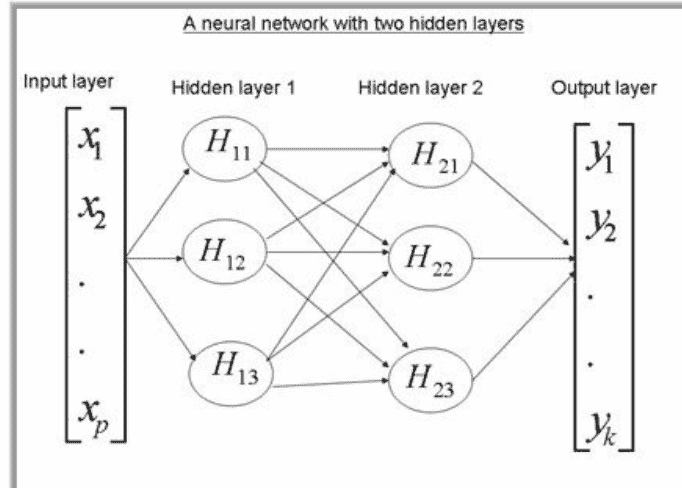 A neural network with two hidden layers
Input layer
Hidden layer 1
Hidden layer 2
Output layer
x₁
x₂
.
.
xₚ
H₁₁
H₁₂
H₁₃
H₂₁
H₂₂
H₂₃
y₁
y₂
.
.
yₖ